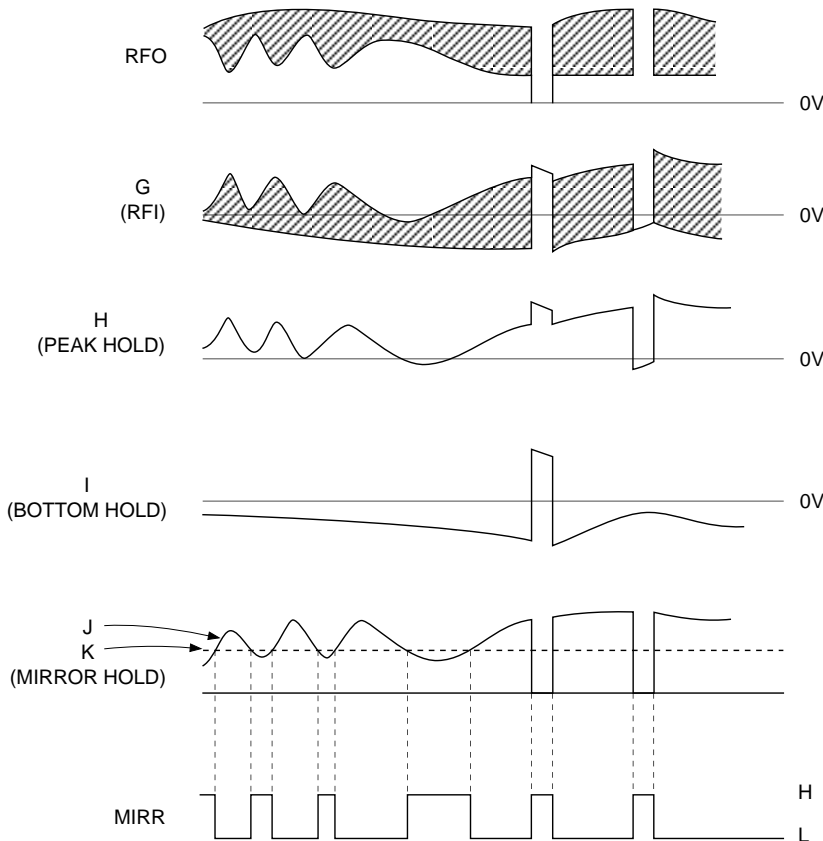 RFO
0V
G
(RFI)
0V
H
(PEAK HOLD)
0V
I
(BOTTOM HOLD)
0V
J
K
(MIRROR HOLD)
MIRR
H
L